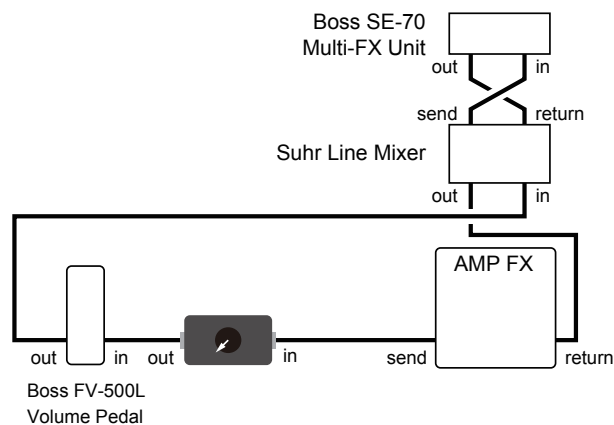 Boss SE-70
Multi-FX Unit
out in
send return
Suhr Line Mixer
out in
AMP FX
out in out in send return
Boss FV-500L
Volume Pedal